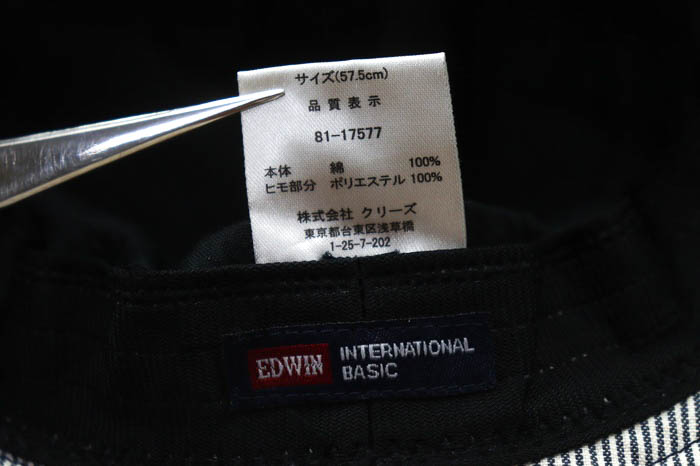 サイズ(57.5cm)
品質表示
81-17577
本体 綿 100%
ヒモ部分 ポリエステル 100%
株式会社 クリーズ
東京都台東区浅草橋
1-25-7-202
EDWIN INTERNATIONAL
BASIC